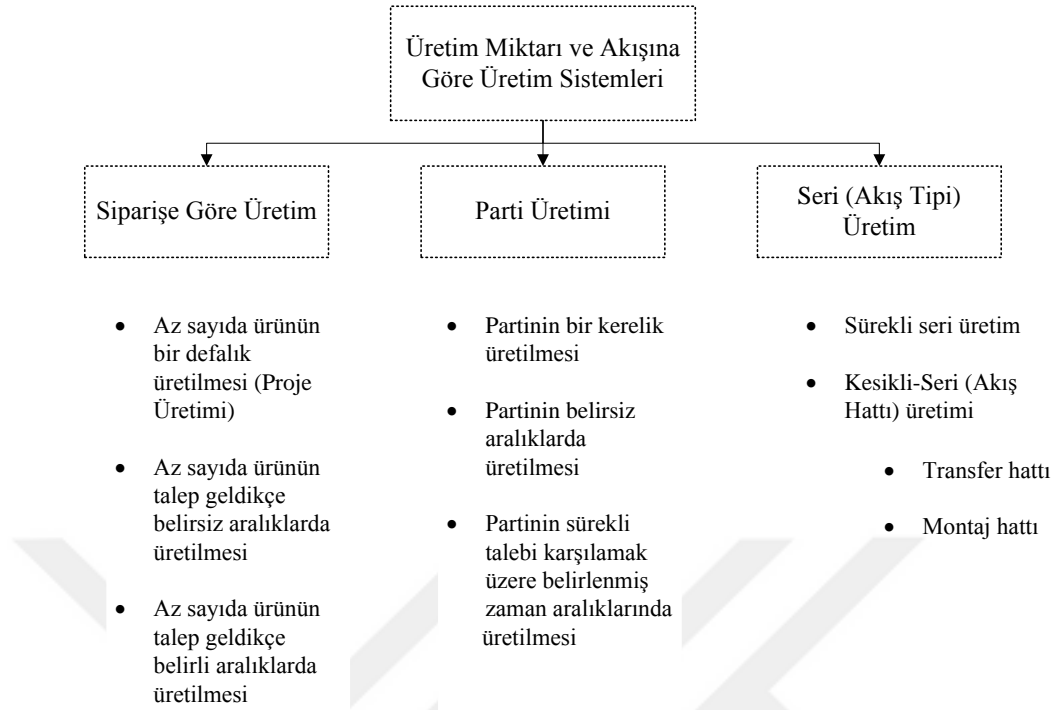 Üretim Miktarı ve Akışına
Göre Üretim Sistemleri
Siparişe Göre Üretim
Parti Üretimi
Seri (Akış Tipi)
Üretim
• Az sayıda ürünün
bir defalık
üretilmesi (Proje
Üretimi)
• Az sayıda ürünün
talep geldikçe
belirsiz aralıklarda
üretilmesi
• Az sayıda ürünün
talep geldikçe
belirli aralıklarda
üretilmesi
• Partinin bir kerelik
üretilmesi
• Partinin belirsiz
aralıklarda
üretilmesi
• Partinin sürekli
talebi karşılamak
üzere belirlenmiş
zaman aralıklarında
üretilmesi
• Sürekli seri üretim
• Kesikli-Seri (Akış
Hattı) üretimi
• Transfer hattı
• Montaj hattı